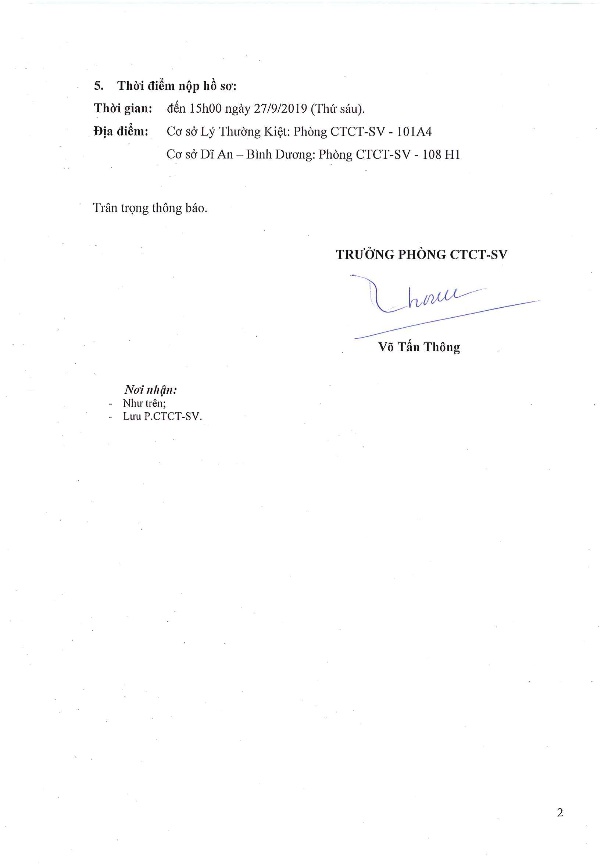 5. Thời điểm nộp hồ sơ:
Thời gian: đến 15h00 ngày 27/9/2019 (Thứ sáu).
Địa điểm: Cơ sở Lý Thường Kiệt: Phòng CTCT-SV - 101A4
Cơ sở Dĩ An – Bình Dương: Phòng CTCT-SV - 108 H1
Trân trọng thông báo.
TRƯỞNG PHÒNG CTCT-SV
Võ Tấn Thông
Nơi nhận:
- Như trên;
- Lưu P.CTCT-SV.
2